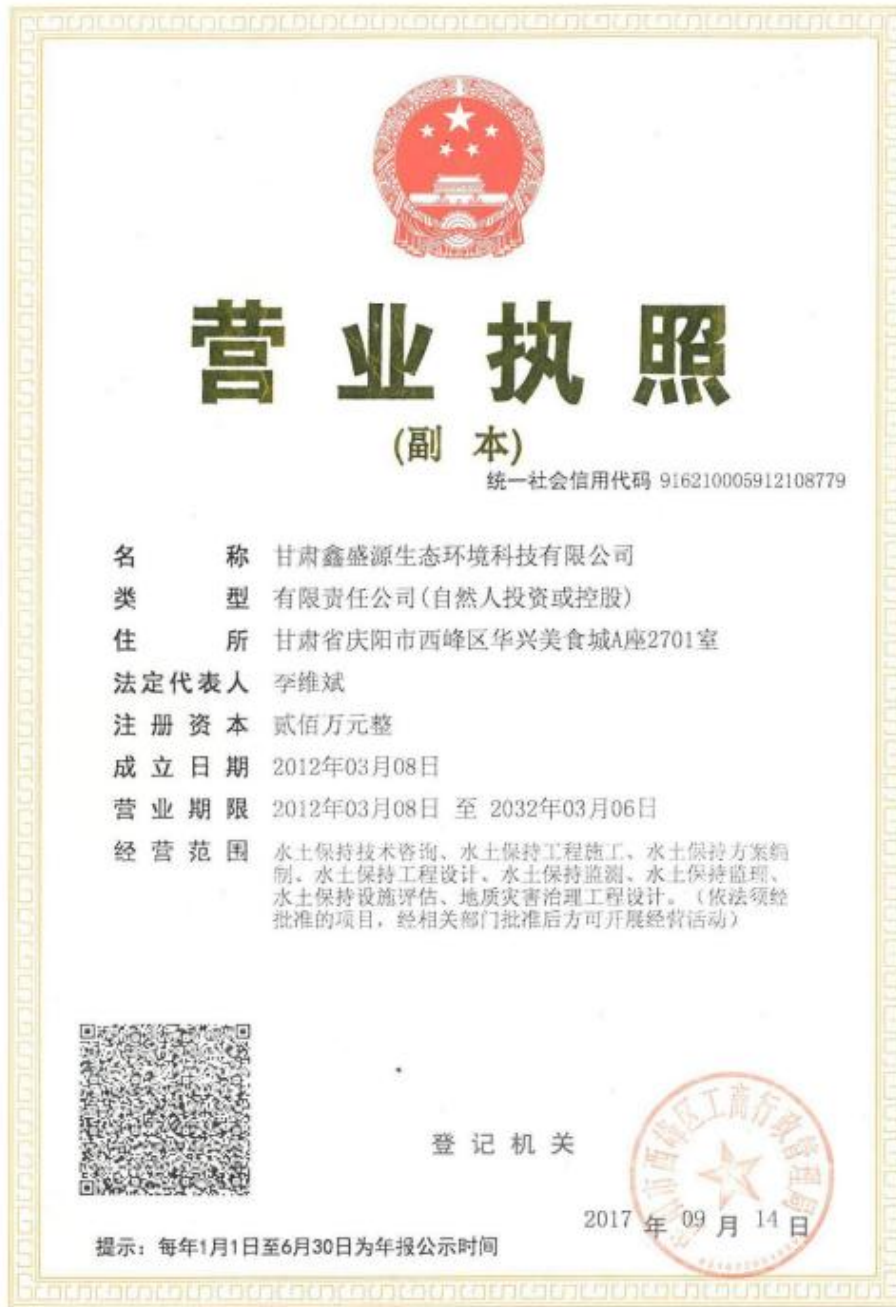 营业执照
(副 本)
统一社会信用代码 916210005912108779
名称 甘肃鑫盛源生态环境科技有限公司
类型 有限责任公司(自然人投资或控股)
住所 甘肃省庆阳市西峰区华兴美食城A座2701室
法定代表人 李维斌
注册资本 贰佰万元整
成立日期 2012年03月08日
营业期限 2012年03月08日 至 2032年03月06日
经营范围 水土保持技术咨询、水土保持工程施工、水土保持方案编
制、水土保持工程设计、水土保持监测、水土保持监理、
水土保持设施评估、地质灾害治理工程设计。（依法须经
批准的项目，经相关部门批准后方可开展经营活动）
登记机关
市西峰区工商行政管理局
2017 年 09 月 14 日
提示：每年1月1日至6月30日为年报公示时间